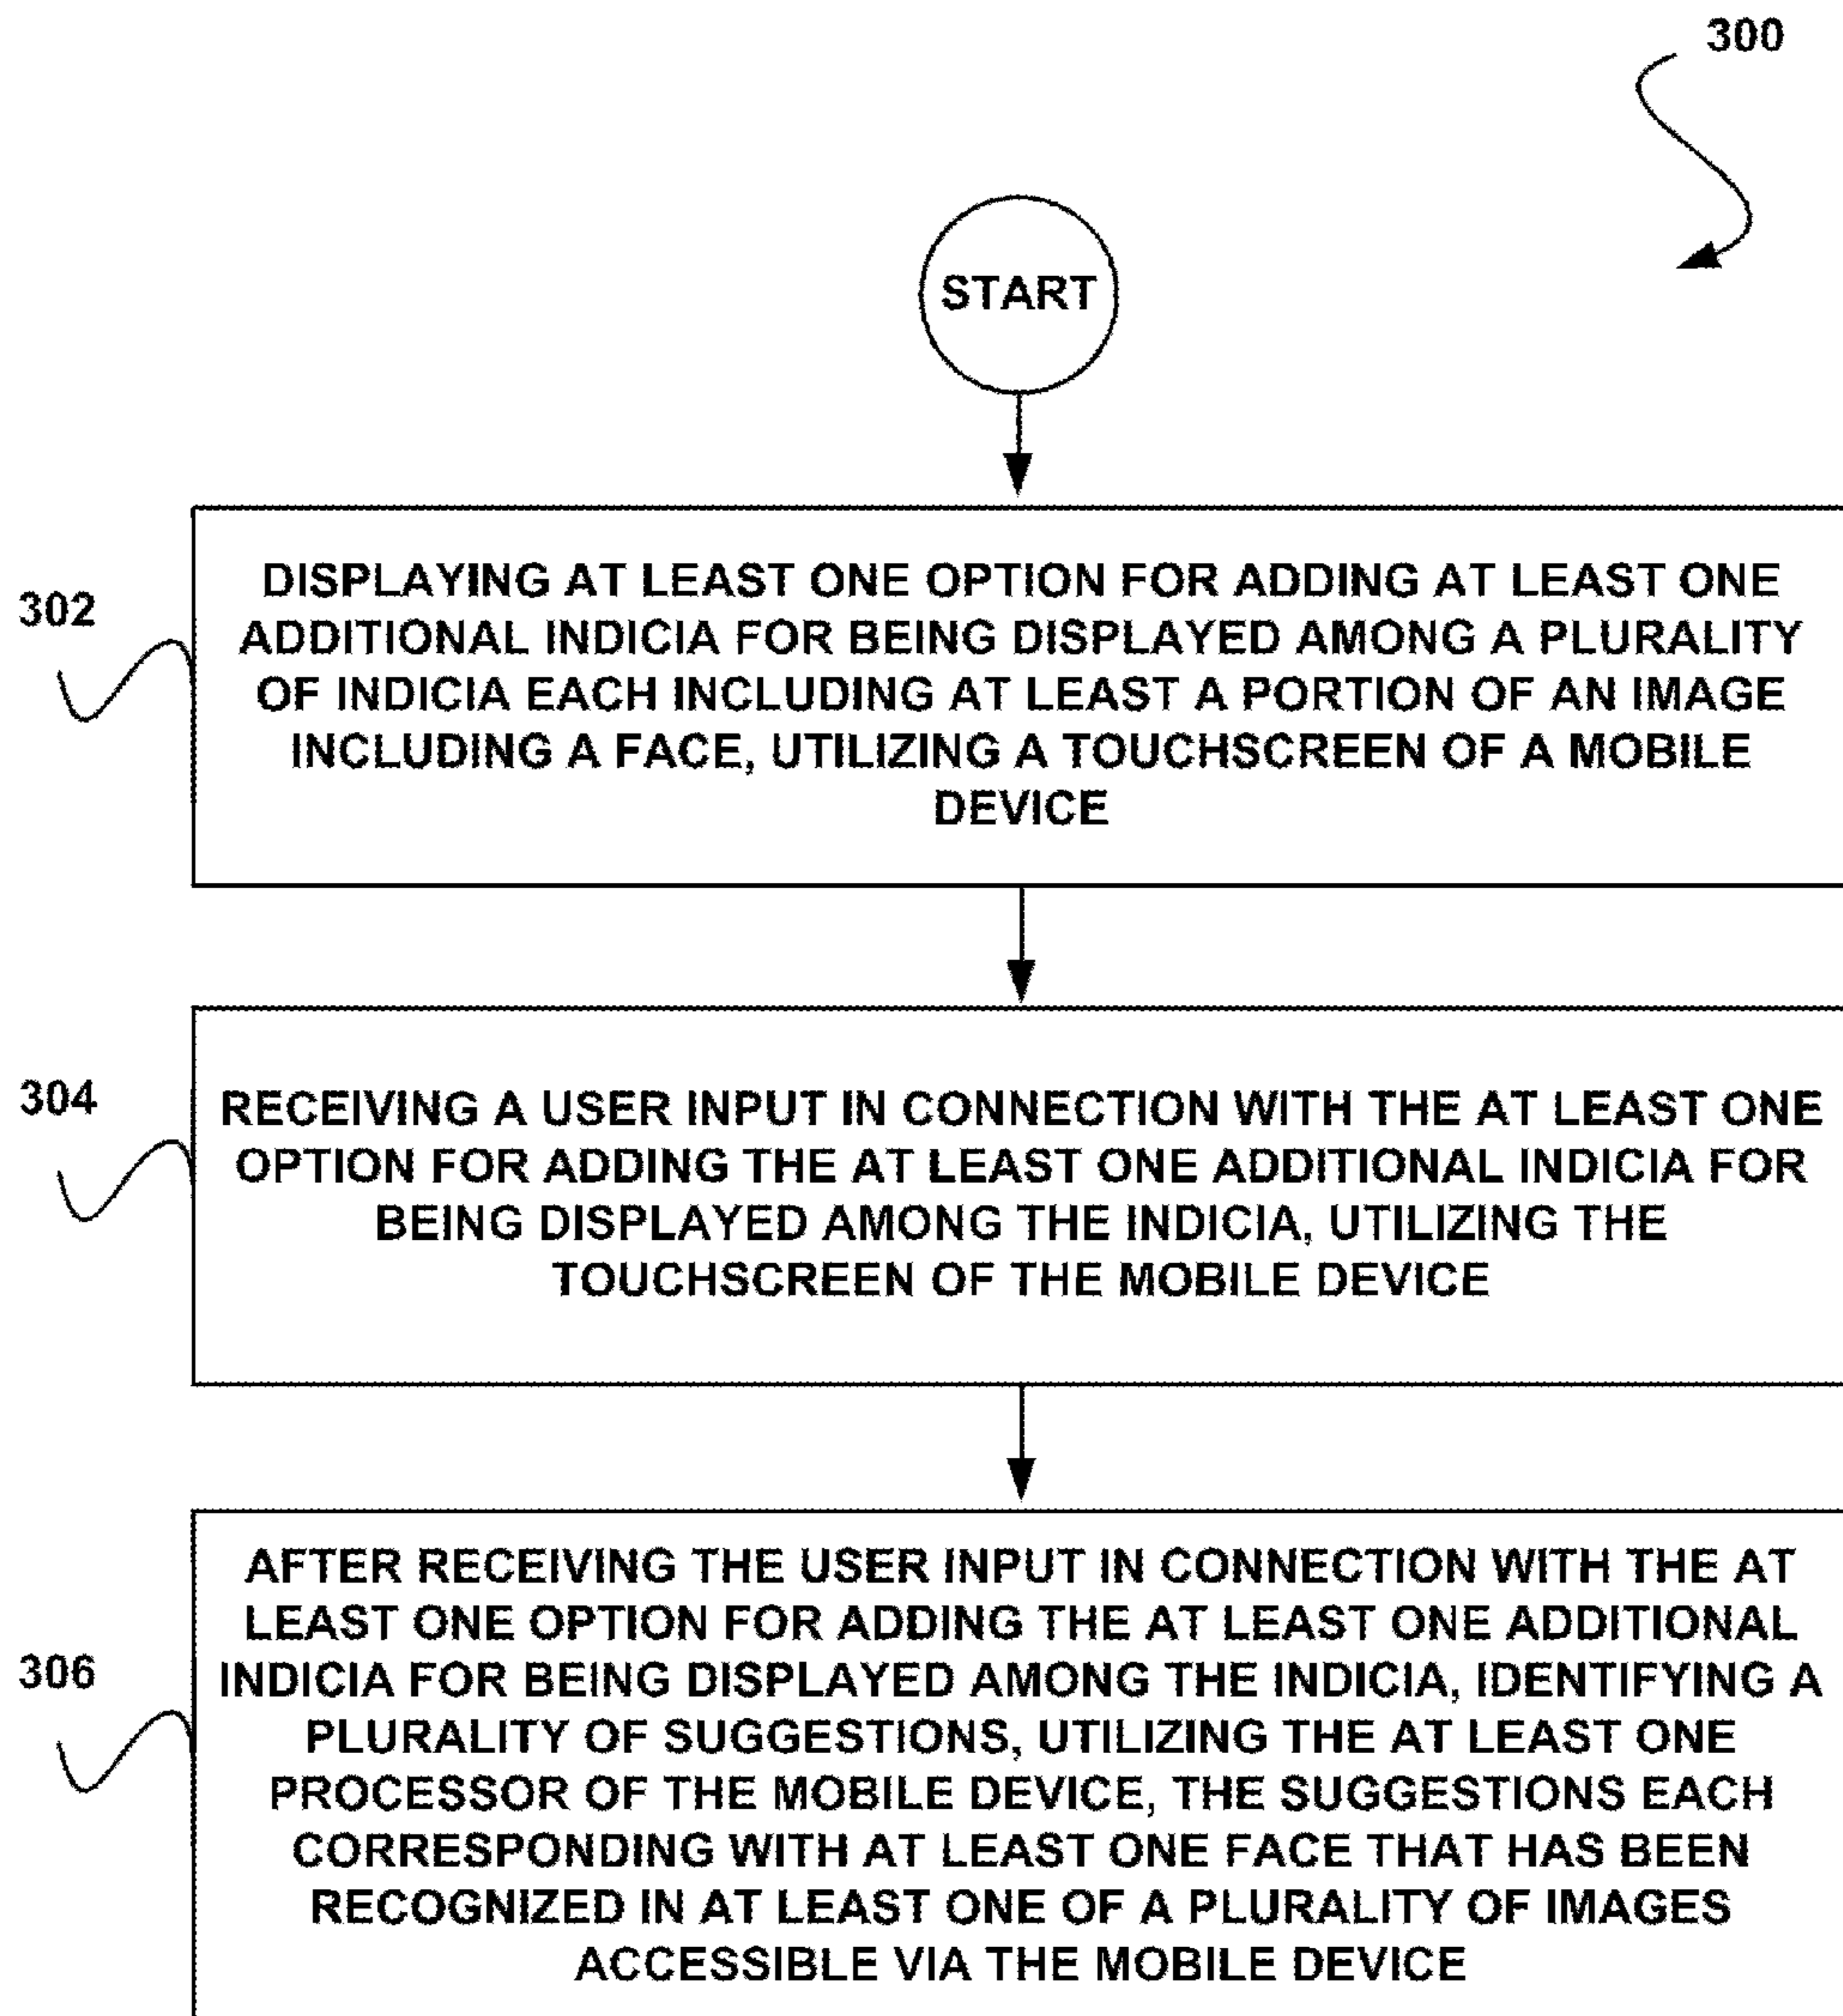 300
START
302
DISPLAYING AT LEAST ONE OPTION FOR ADDING AT LEAST ONE
ADDITIONAL INDICIA FOR BEING DISPLAYED AMONG A PLURALITY
OF INDICIA EACH INCLUDING AT LEAST A PORTION OF AN IMAGE
INCLUDING A FACE, UTILIZING A TOUCHSCREEN OF A MOBILE
DEVICE
304
RECEIVING A USER INPUT IN CONNECTION WITH THE AT LEAST ONE
OPTION FOR ADDING THE AT LEAST ONE ADDITIONAL INDICIA FOR
BEING DISPLAYED AMONG THE INDICIA, UTILIZING THE
TOUCHSCREEN OF THE MOBILE DEVICE
306
AFTER RECEIVING THE USER INPUT IN CONNECTION WITH THE AT
LEAST ONE OPTION FOR ADDING THE AT LEAST ONE ADDITIONAL
INDICIA FOR BEING DISPLAYED AMONG THE INDICIA, IDENTIFYING A
PLURALITY OF SUGGESTIONS, UTILIZING THE AT LEAST ONE
PROCESSOR OF THE MOBILE DEVICE, THE SUGGESTIONS EACH
CORRESPONDING WITH AT LEAST ONE FACE THAT HAS BEEN
RECOGNIZED IN AT LEAST ONE OF A PLURALITY OF IMAGES
ACCESSIBLE VIA THE MOBILE DEVICE